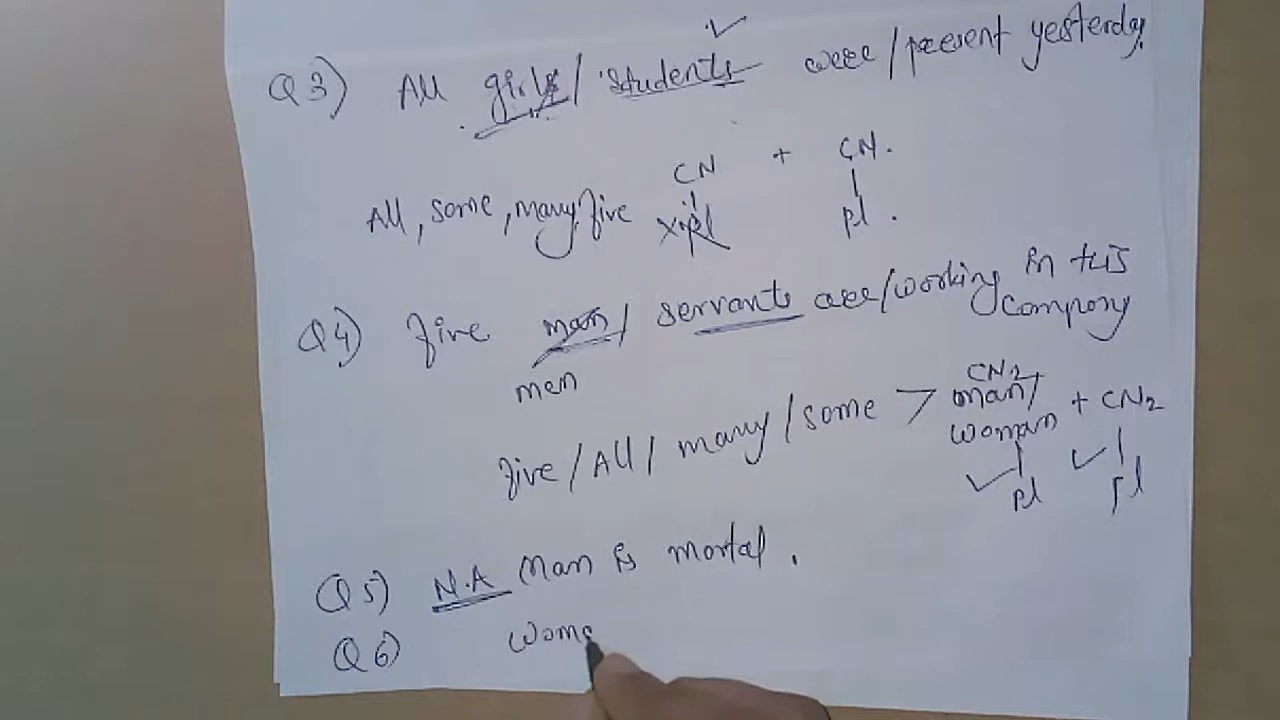 Q3) All girls/ students were/present yesterday.
CN + CN.
All, some, many, five Pl Pl.
Q4) five man/ servants are/working in this company
men
CN2
five/All/many/some > man/woman + CN2
Pl Pl
Q5) N.A Man is mortal.
Q6) Wome